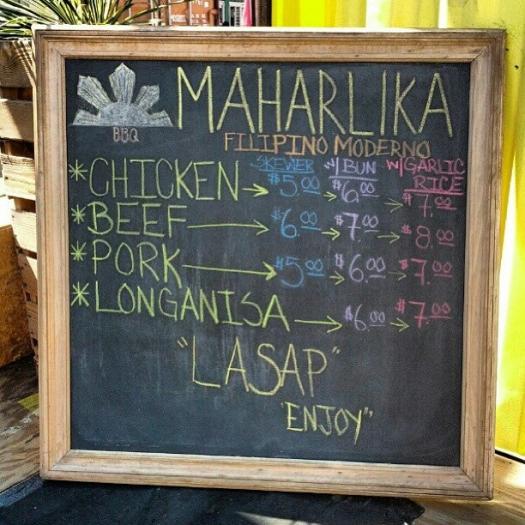 MAHARLIKA
BBQ
FILIPINO MODERNO
SKEWER W/ BUN W/ GARLIC RICE
* CHICKEN → $5.00 → $6.00 → $7.00
* BEEF → $6.00 → $7.00 → $8.00
* PORK → $5.00 → $6.00 → $7.00
* LONGANISA → $6.00 → $7.00
"LASAP"
"ENJOY"